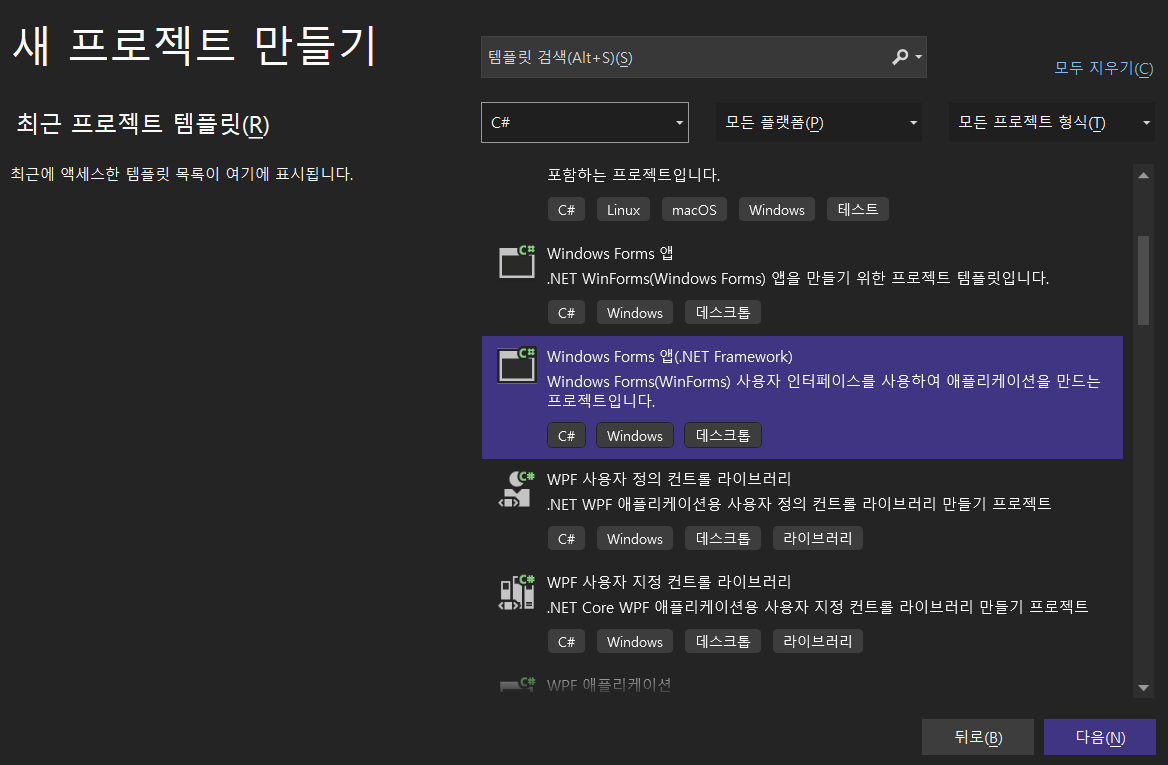 새 프로젝트 만들기
템플릿 검색(Alt+S)(S)
모두 지우기(C)
최근 프로젝트 템플릿(R)
C#
모든 플랫폼(P)
모든 프로젝트 형식(T)
최근에 액세스한 템플릿 목록이 여기에 표시됩니다.
포함하는 프로젝트입니다.
C# Linux macOS Windows 테스트
C#
Windows Forms 앱
.NET WinForms(Windows Forms) 앱을 만들기 위한 프로젝트 템플릿입니다.
C# Windows 데스크톱
C#
Windows Forms 앱(.NET Framework)
Windows Forms(WinForms) 사용자 인터페이스를 사용하여 애플리케이션을 만드는
프로젝트입니다.
C# Windows 데스크톱
C#
WPF 사용자 정의 컨트롤 라이브러리
.NET WPF 애플리케이션용 사용자 정의 컨트롤 라이브러리 만들기 프로젝트
C# Windows 데스크톱 라이브러리
C#
WPF 사용자 지정 컨트롤 라이브러리
.NET Core WPF 애플리케이션용 사용자 지정 컨트롤 라이브러리 만들기 프로젝트
C# Windows 데스크톱 라이브러리
C#
WPF 애플리케이션
뒤로(B)
다음(N)